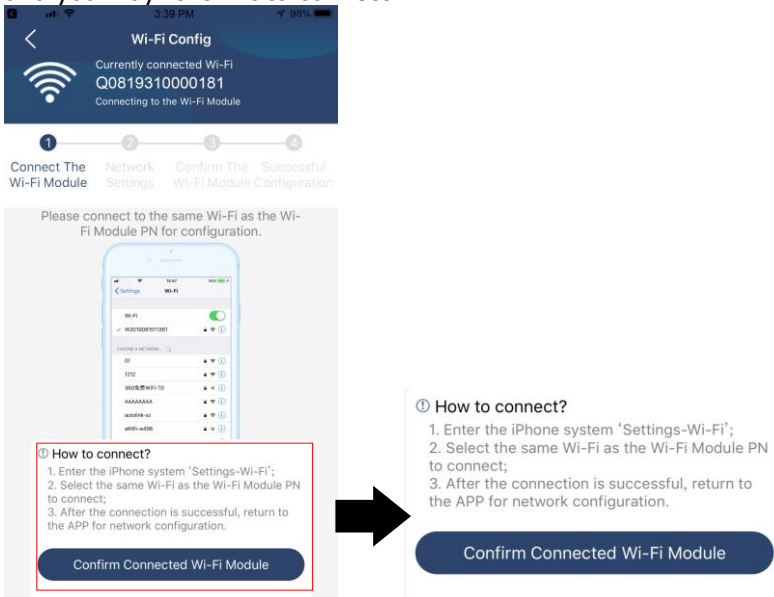 3:39 PM
98%
Wi-Fi Config
Currently connected Wi-Fi
Q0819310000181
Connecting to the Wi-Fi Module
1 2 3 4
Connect The Wi-Fi Module
Network Settings
Confirm The Wi-Fi Module
Successful Configuration
Please connect to the same Wi-Fi as the Wi-
Fi Module PN for configuration.
Settings Wi-Fi
Wi-Fi
CHOOSE A NETWORK...
01
1212
AAAAAAAA
autolink-sz
How to connect?
1. Enter the iPhone system 'Settings-Wi-Fi';
2. Select the same Wi-Fi as the Wi-Fi Module PN
to connect;
3. After the connection is successful, return to
the APP for network configuration.
Confirm Connected Wi-Fi Module
How to connect?
1. Enter the iPhone system 'Settings-Wi-Fi';
2. Select the same Wi-Fi as the Wi-Fi Module PN
to connect;
3. After the connection is successful, return to
the APP for network configuration.
Confirm Connected Wi-Fi Module